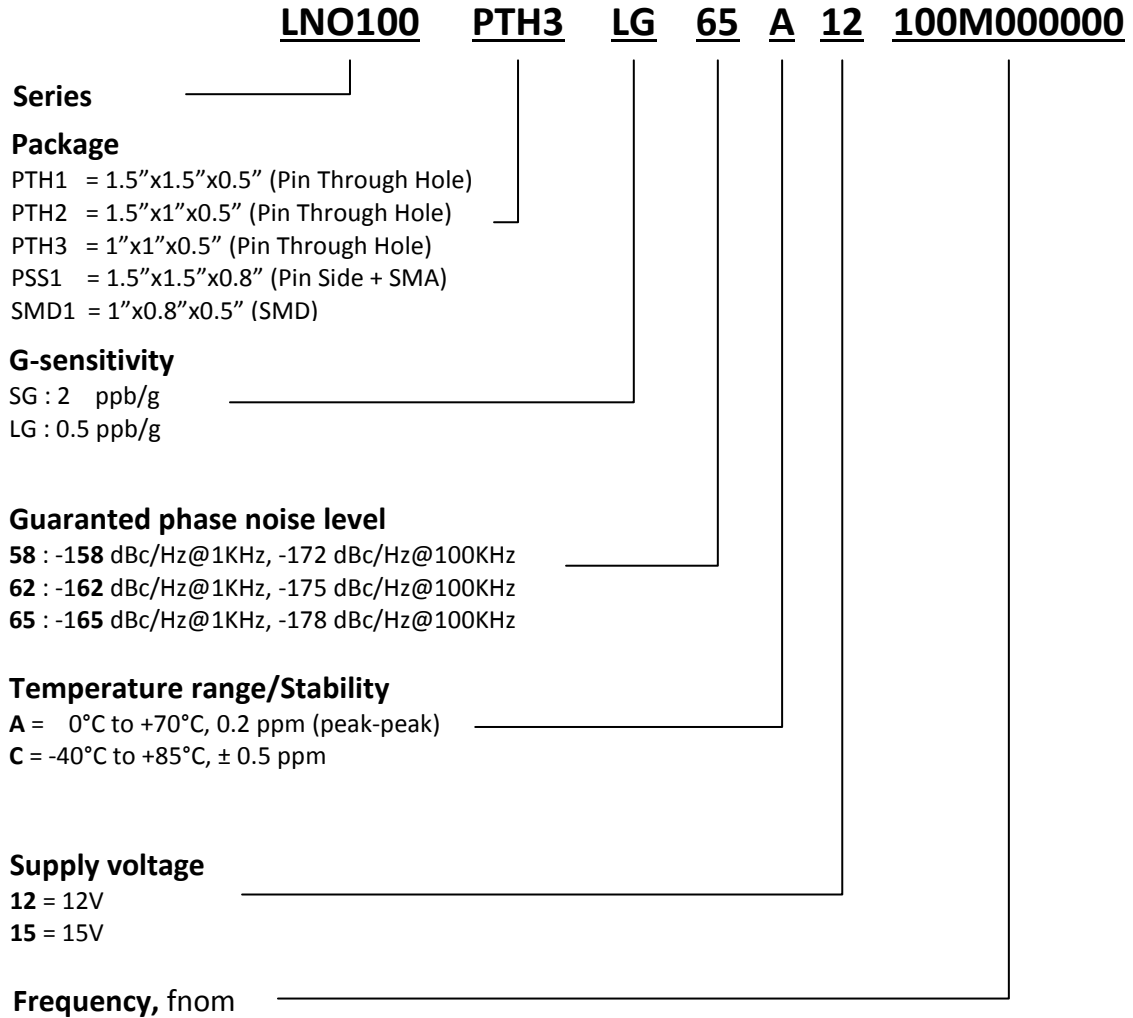 LNO100 PTH3 LG 65 A 12 100M000000
Series
Package
PTH1 = 1.5”x1.5”x0.5” (Pin Through Hole)
PTH2 = 1.5”x1”x0.5” (Pin Through Hole)
PTH3 = 1”x1”x0.5” (Pin Through Hole)
PSS1 = 1.5”x1.5”x0.8” (Pin Side + SMA)
SMD1 = 1”x0.8”x0.5” (SMD)
G-sensitivity
SG : 2 ppb/g
LG : 0.5 ppb/g
Guaranted phase noise level
58 : -158 dBc/Hz@1KHz, -172 dBc/Hz@100KHz
62 : -162 dBc/Hz@1KHz, -175 dBc/Hz@100KHz
65 : -165 dBc/Hz@1KHz, -178 dBc/Hz@100KHz
Temperature range/Stability
A = 0°C to +70°C, 0.2 ppm (peak-peak)
C = -40°C to +85°C, ± 0.5 ppm
Supply voltage
12 = 12V
15 = 15V
Frequency, fnom